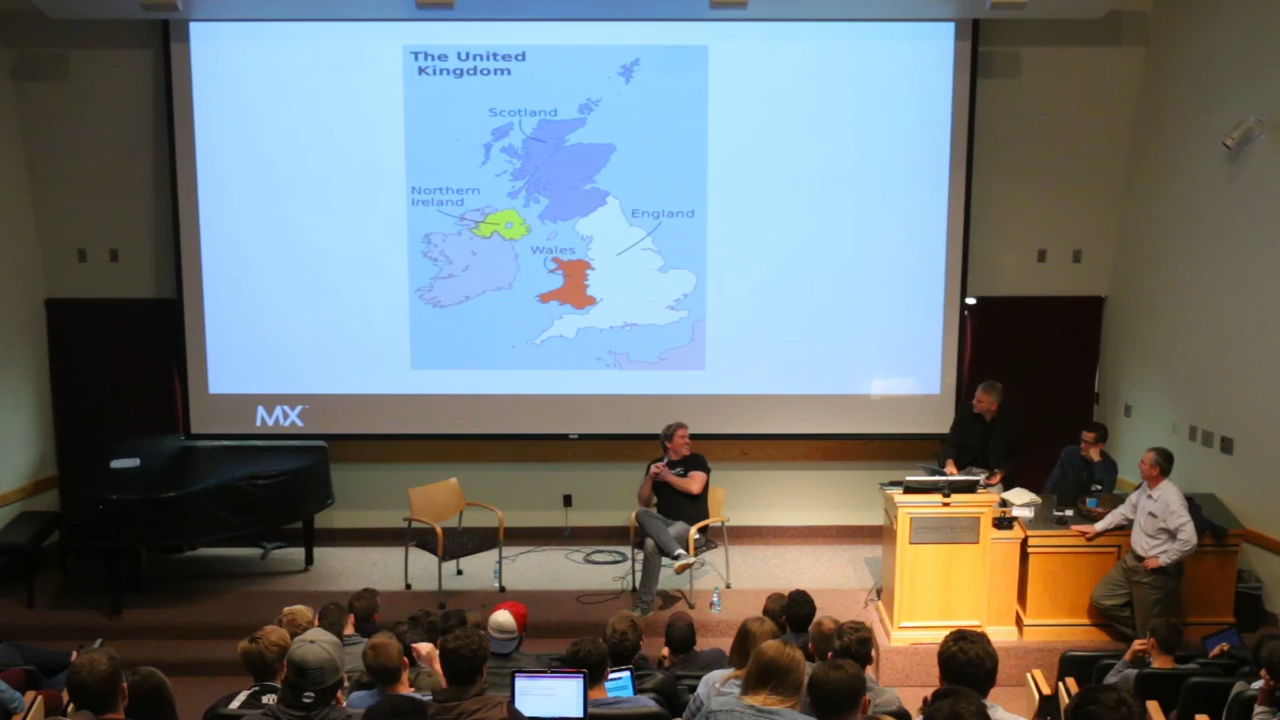 The United
Kingdom
Scotland
Northern
Ireland
England
Wales
MX